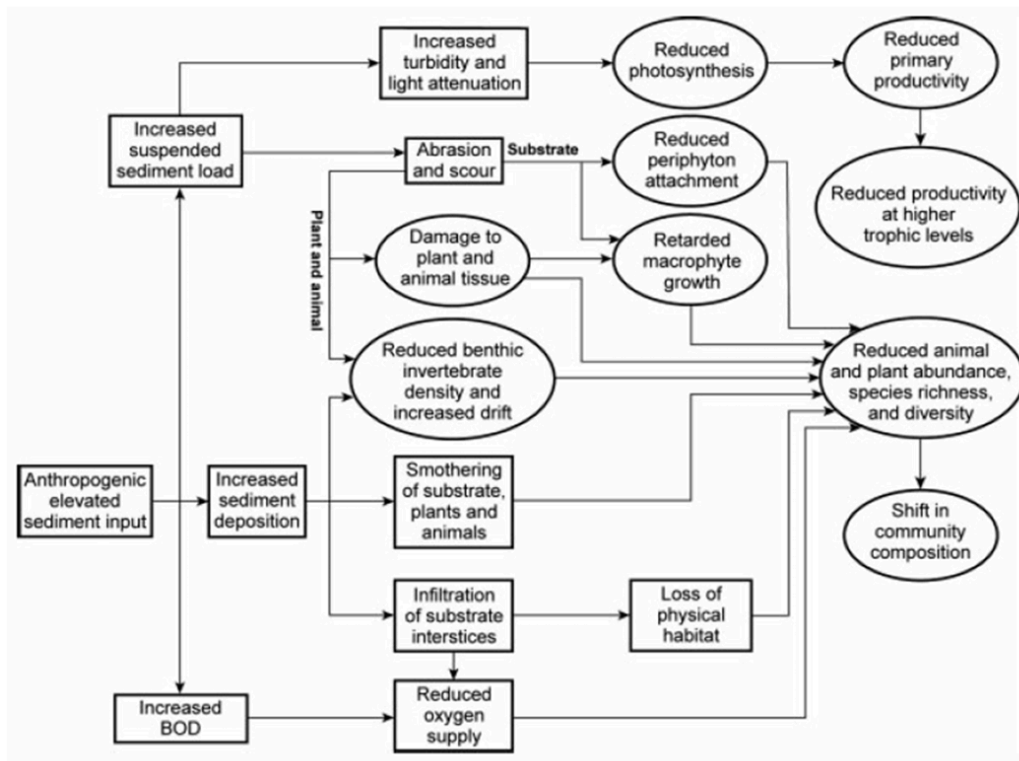 Increased
turbidity and
light attenuation
Reduced
photosynthesis
Reduced
primary
productivity
Increased
suspended
sediment load
Abrasion
and scour
Substrate
Reduced
periphyton
attachment
Reduced productivity
at higher
trophic levels
Plant and animal
Damage to
plant and
animal tissue
Retarded
macrophyte
growth
Reduced benthic
invertebrate
density and
increased drift
Reduced animal
and plant abundance,
species richness,
and diversity
Anthropogenic
elevated
sediment input
Increased
sediment
deposition
Smothering
of substrate,
plants and
animals
Shift in
community
composition
Infiltration
of substrate
interstices
Loss of
physical
habitat
Increased
BOD
Reduced
oxygen
supply